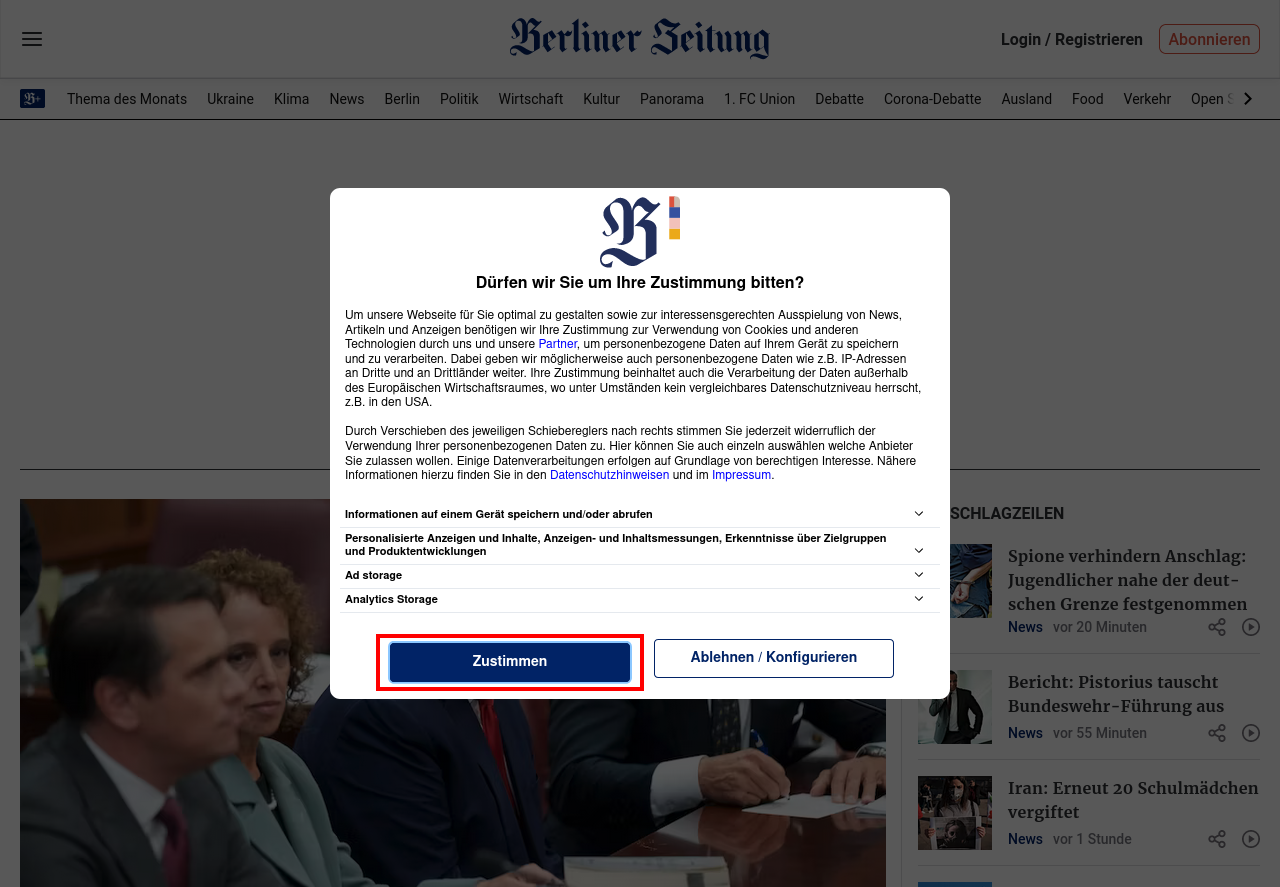 Berliner Zeitung
Login / Registrieren
Abonnieren
B+
Thema des Monats Ukraine Klima News Berlin Politik Wirtschaft Kultur Panorama 1. FC Union Debatte Corona-Debatte Ausland Food Verkehr Open S
B
Dürfen wir Sie um Ihre Zustimmung bitten?
Um unsere Webseite für Sie optimal zu gestalten sowie zur interessensgerechten Ausspielung von News,
Artikeln und Anzeigen benötigen wir Ihre Zustimmung zur Verwendung von Cookies und anderen
Technologien durch uns und unsere Partner, um personenbezogene Daten auf Ihrem Gerät zu speichern
und zu verarbeiten. Dabei geben wir möglicherweise auch personenbezogene Daten wie z.B. IP-Adressen
an Dritte und an Drittländer weiter. Ihre Zustimmung beinhaltet auch die Verarbeitung der Daten außerhalb
des Europäischen Wirtschaftsraumes, wo unter Umständen kein vergleichbares Datenschutzniveau herrscht,
z.B. in den USA.
Durch Verschieben des jeweiligen Schiebereglers nach rechts stimmen Sie jederzeit widerruflich der
Verwendung Ihrer personenbezogenen Daten zu. Hier können Sie auch einzeln auswählen welche Anbieter
Sie zulassen wollen. Einige Datenverarbeitungen erfolgen auf Grundlage von berechtigen Interesse. Nähere
Informationen hierzu finden Sie in den Datenschutzhinweisen und im Impressum.
Informationen auf einem Gerät speichern und/oder abrufen
Personalisierte Anzeigen und Inhalte, Anzeigen- und Inhaltsmessungen, Erkenntnisse über Zielgruppen
und Produktentwicklungen
Ad storage
Analytics Storage
Zustimmen
Ablehnen / Konfigurieren
SCHLAGZEILEN
Spione verhindern Anschlag:
Jugendlicher nahe der deut-
schen Grenze festgenommen
News vor 20 Minuten
Bericht: Pistorius tauscht
Bundeswehr-Führung aus
News vor 55 Minuten
Iran: Erneut 20 Schulmädchen
vergiftet
News vor 1 Stunde